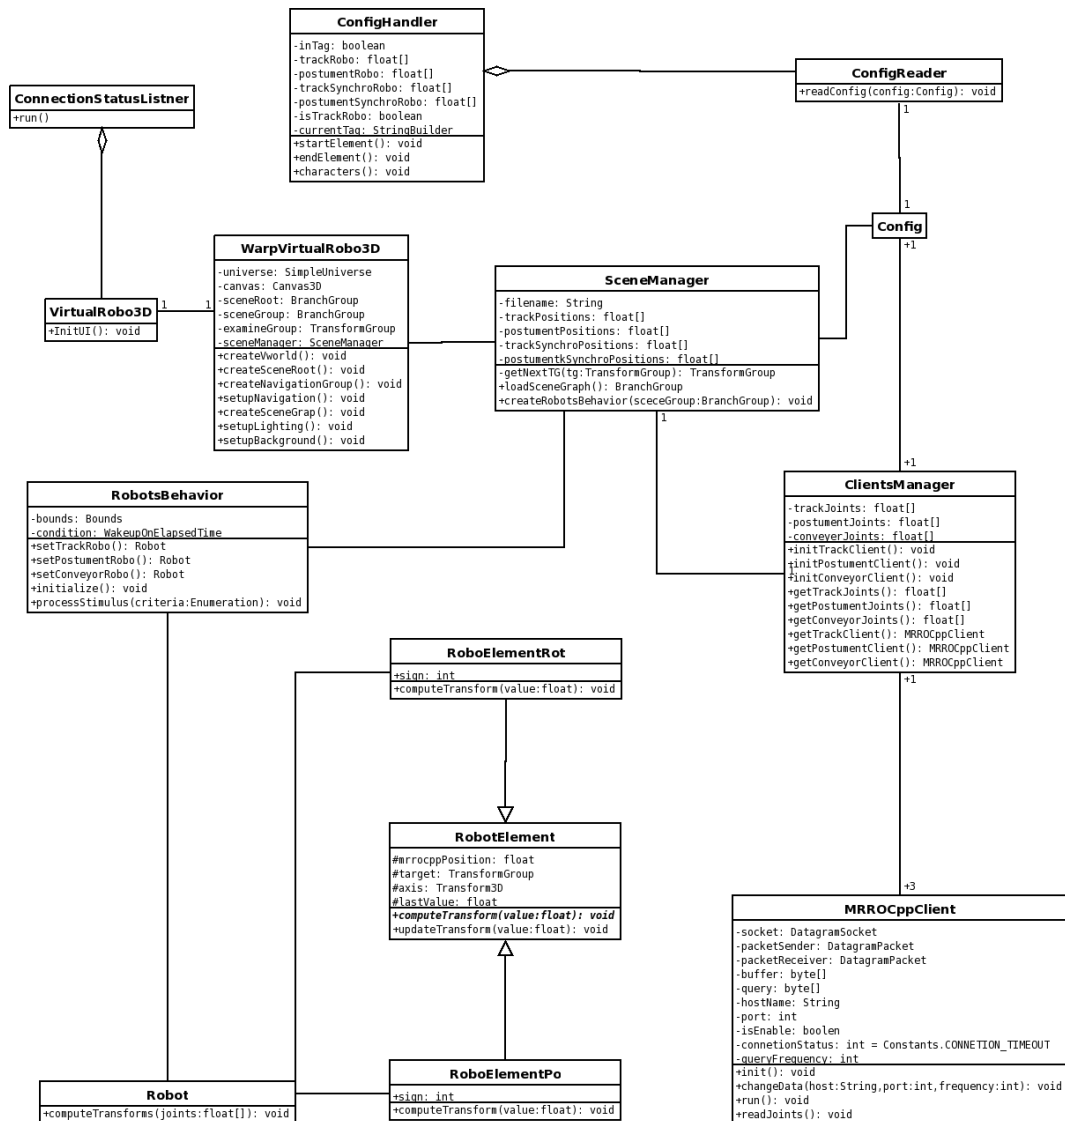 ConfigHandler
-inTag: boolean
-trackRobo: float[]
-postumentRobo: float[]
-trackSynchroRobo: float[]
-postumentSynchroRobo: float[]
-isTrackRobo: boolean
-currentTag: StringBuilder
+startElement(): void
+endElement(): void
+characters(): void
ConfigReader
+readConfig(config:Config): void
1
1
Config
+1
ConnectionStatusListner
+run()
VirtualRobo3D
+InitUI(): void
1
1
WarpVirtualRobo3D
-universe: SimpleUniverse
-canvas: Canvas3D
-sceneRoot: BranchGroup
-sceneGroup: BranchGroup
-examineGroup: TransformGroup
-sceneManager: SceneManager
+createVworld(): void
+createSceneRoot(): void
+createNavigationGroup(): void
+setupNavigation(): void
+createSceneGrap(): void
+setupLighting(): void
+setupBackground(): void
SceneManager
-filename: String
-trackPositions: float[]
-postumentPositions: float[]
-trackSynchroPositions: float[]
-postumentkSynchroPositions: float[]
-getNextTG(tg:TransformGroup): TransformGroup
+loadSceneGraph(): BranchGroup
+createRobotsBehavior(sceceGroup:BranchGroup): void
1
+1
ClientsManager
-trackJoints: float[]
-postumentJoints: float[]
-conveyerJoints: float[]
+initTrackClient(): void
+initPostumentClient(): void
+initConveyorClient(): void
+getTrackJoints(): float[]
+getPostumentJoints(): float[]
+getConveyorJoints(): float[]
+getTrackClient(): MRROCppClient
+getPostumentClient(): MRROCppClient
+getConveyorClient(): MRROCppClient
1
+1
RobotsBehavior
-bounds: Bounds
-condition: WakeupOnElapsedTime
+setTrackRobo(): Robot
+setPostumentRobo(): Robot
+setConveyorRobo(): Robot
+initialize(): void
+processStimulus(criteria:Enumeration): void
RoboElementRot
+sign: int
+computeTransform(value:float): void
RobotElement
#mrrocppPosition: float
#target: TransformGroup
#axis: Transform3D
#lastValue: float
+computeTransform(value:float): void
+updateTransform(value:float): void
+3
MRROCppClient
-socket: DatagramSocket
-packetSender: DatagramPacket
-packetReceiver: DatagramPacket
-buffer: byte[]
-query: byte[]
-hostName: String
-port: int
-isEnable: boolen
-connetionStatus: int = Constants.CONNETION_TIMEOUT
-queryFrequency: int
+init(): void
+changeData(host:String,port:int,frequency:int): void
+run(): void
+readJoints(): void
RoboElementPo
+sign: int
+computeTransform(value:float): void
Robot
+computeTransforms(joints:float[]): void